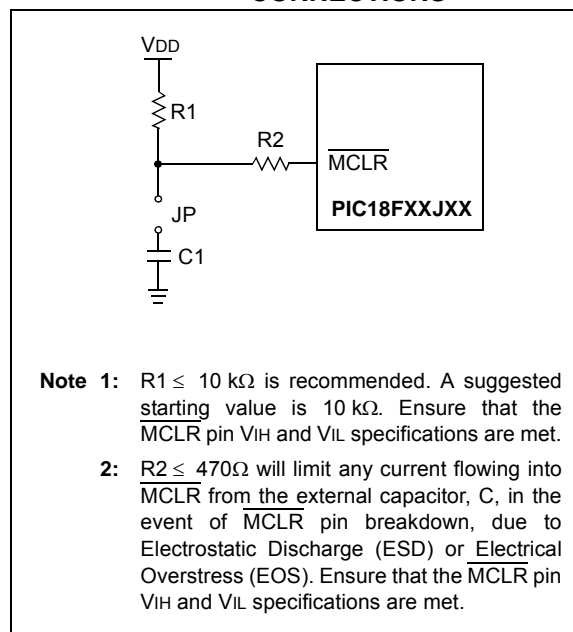 CONNECTIONS
VDD
R1
R2
MCLR
PIC18FXXJXX
JP
C1
Note 1: R1 ≤ 10 kΩ is recommended. A suggested
starting value is 10 kΩ. Ensure that the
MCLR pin VIH and VIL specifications are met.
2: R2 ≤ 470Ω will limit any current flowing into
MCLR from the external capacitor, C, in the
event of MCLR pin breakdown, due to
Electrostatic Discharge (ESD) or Electrical
Overstress (EOS). Ensure that the MCLR pin
VIH and VIL specifications are met.